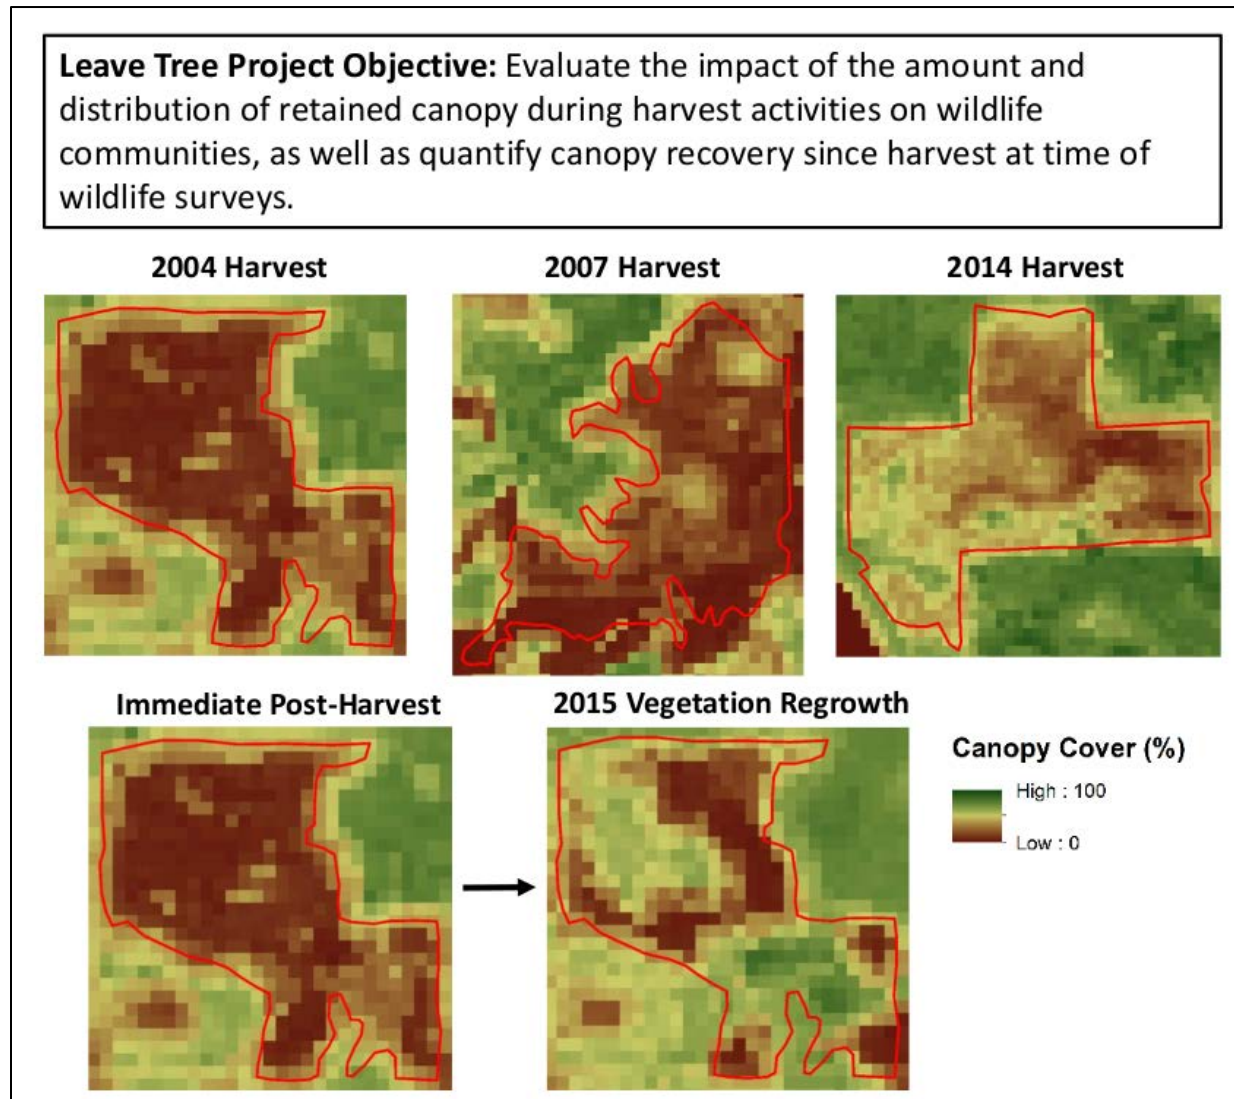 Leave Tree Project Objective: Evaluate the impact of the amount and
distribution of retained canopy during harvest activities on wildlife
communities, as well as quantify canopy recovery since harvest at time of
wildlife surveys.
2004 Harvest
2007 Harvest
2014 Harvest
Immediate Post-Harvest
2015 Vegetation Regrowth
Canopy Cover (%)
High : 100
Low : 0